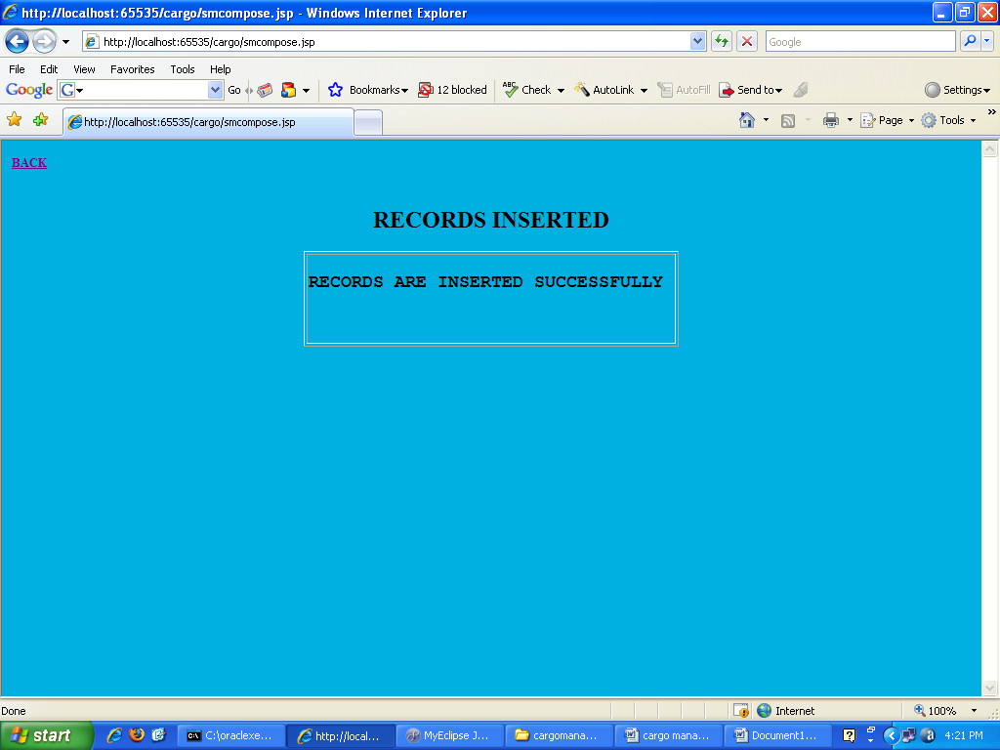 http://localhost:65535/cargo/smcompose.jsp - Windows Internet Explorer
http://localhost:65535/cargo/smcompose.jsp Google
File Edit View Favorites Tools Help
Google G Go Bookmarks 12 blocked ABC Check AutoLink AutoFill Send to Settings
http://localhost:65535/cargo/smcompose.jsp Page Tools »
BACK
RECORDS INSERTED
RECORDS ARE INSERTED SUCCESSFULLY
Done Internet 100%
start C:\oraclexe... http://local... MyEclipse J... cargomana... cargo mana... Document1... 4:21 PM